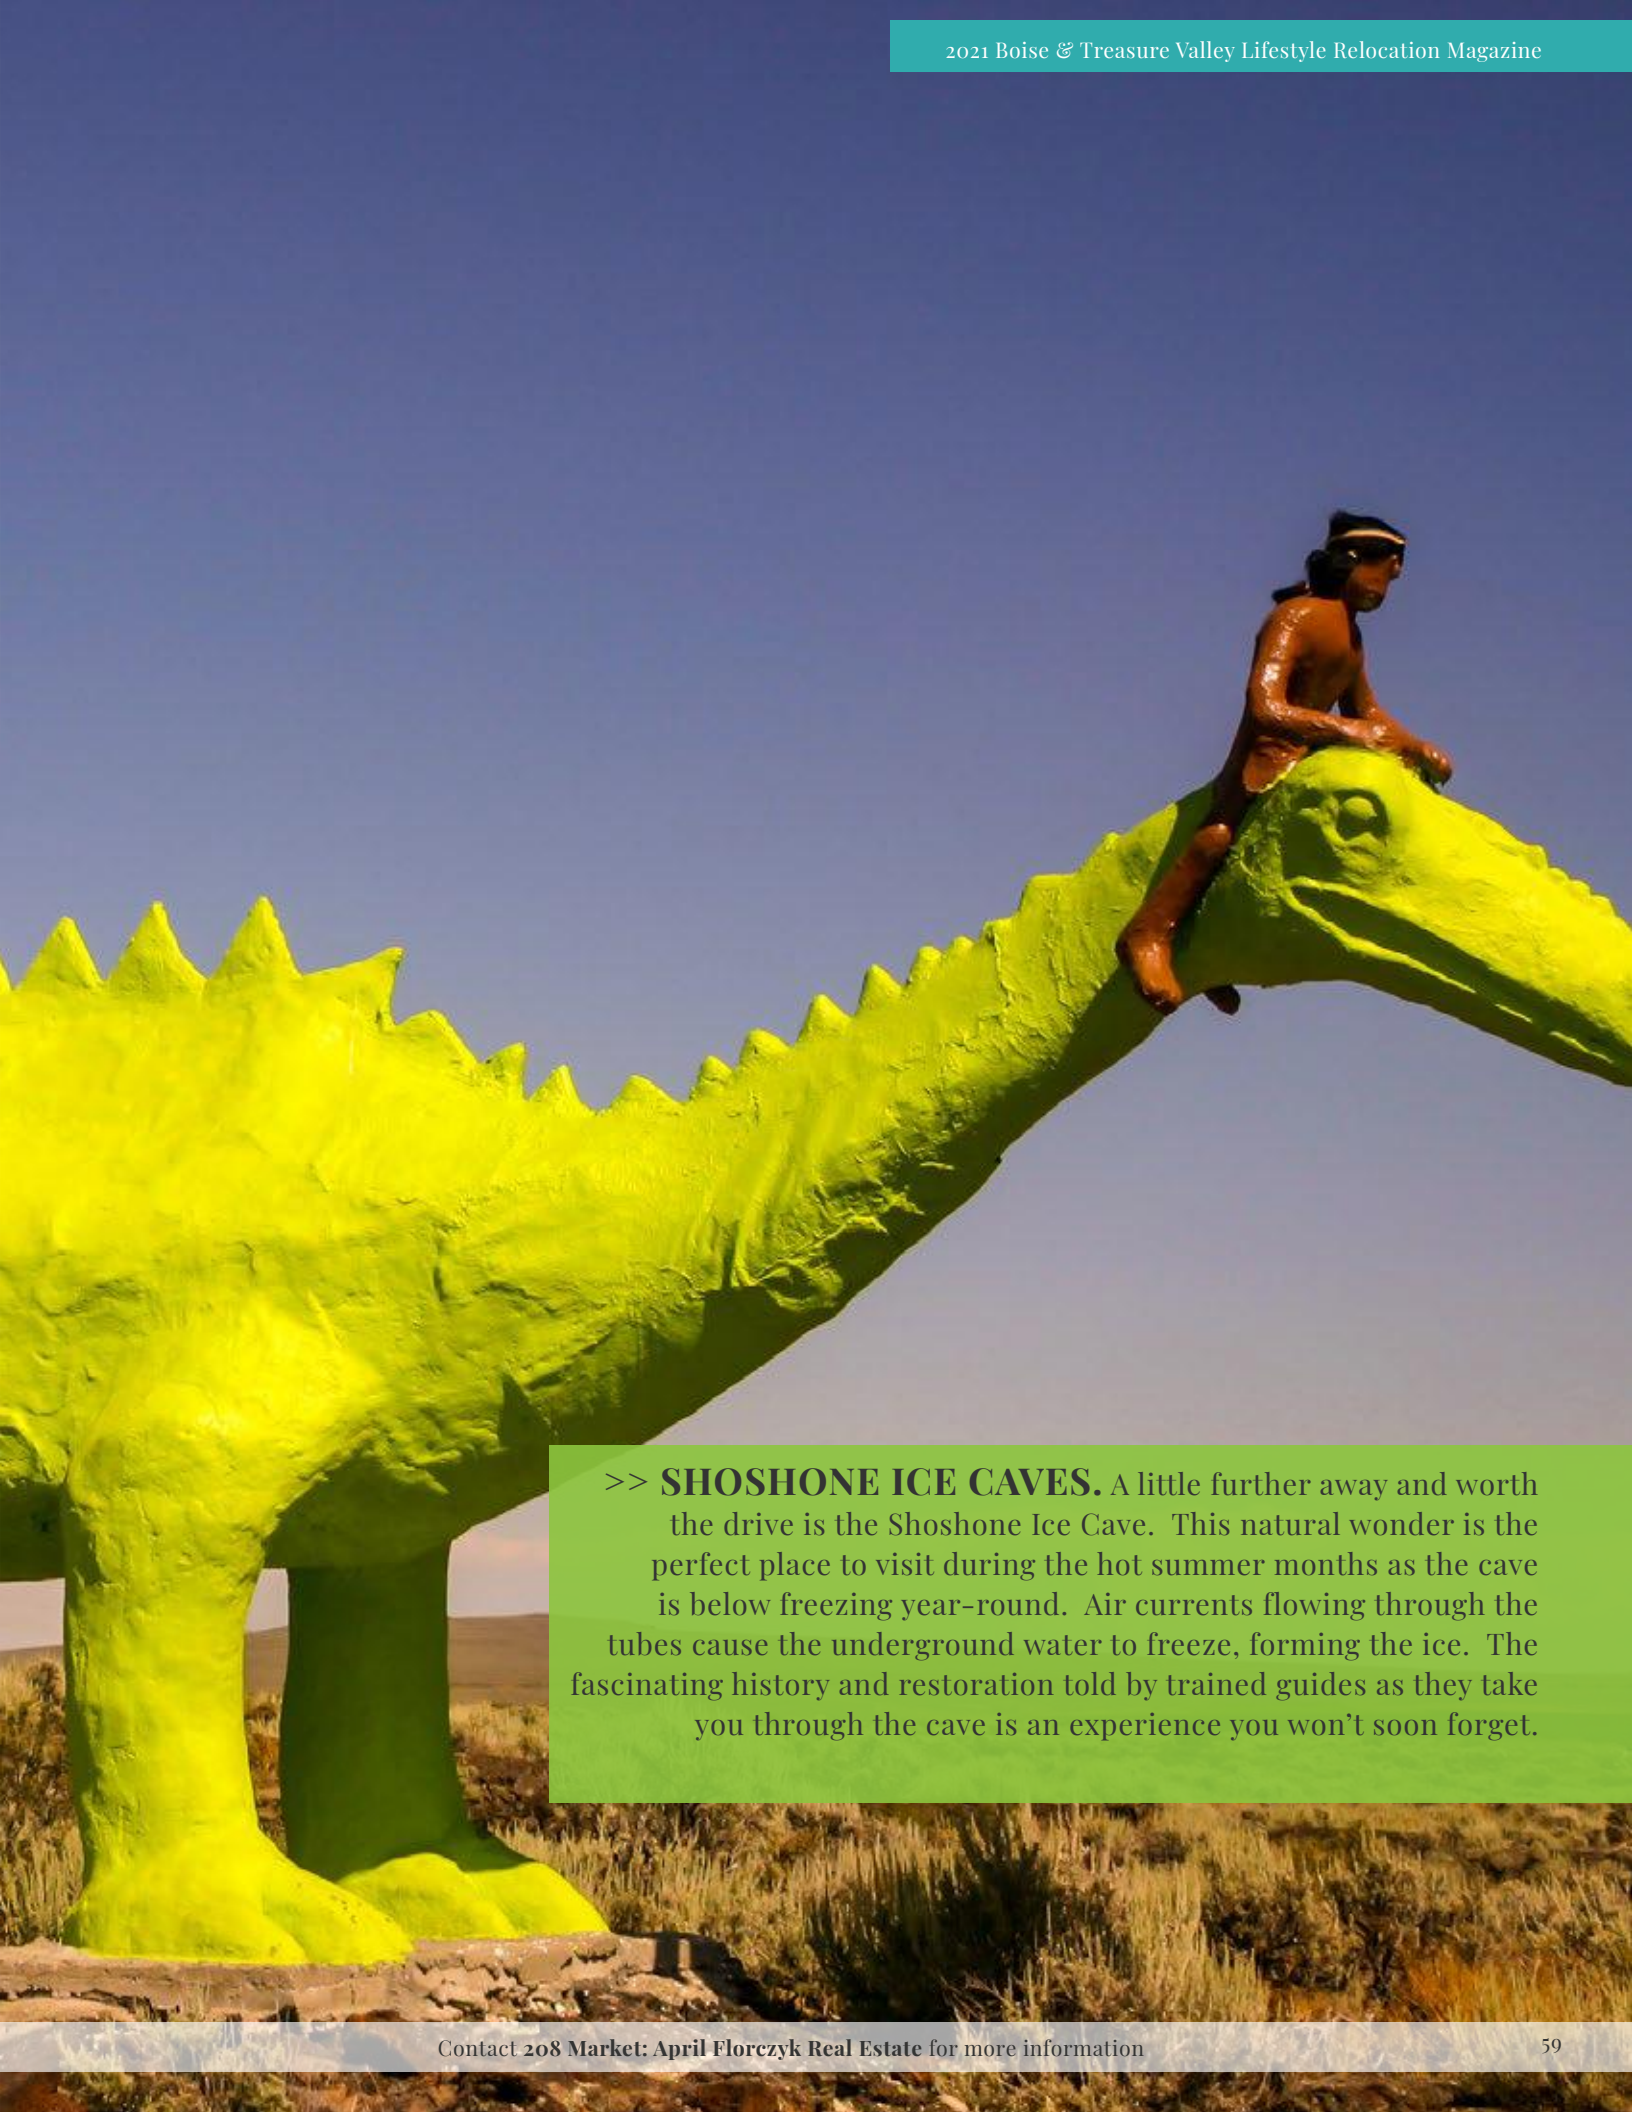 2021 Boise & Treasure Valley Lifestyle Relocation Magazine
>> SHOSHONE ICE CAVES. A little further away and worth
the drive is the Shoshone Ice Cave.  This natural wonder is the
perfect place to visit during the hot summer months as the cave
is below freezing year-round.  Air currents flowing through the
tubes cause the underground water to freeze, forming the ice.  The
fascinating history and restoration told by trained guides as they take
you through the cave is an experience you won’t soon forget.
Contact 208 Market: April Florczyk Real Estate for more information
59